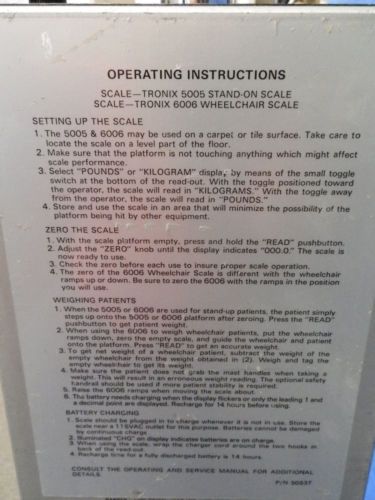 OPERATING INSTRUCTIONS
SCALE-TRONIX 5005 STAND-ON SCALE
SCALE-TRONIX 6006 WHEELCHAIR SCALE
SETTING UP THE SCALE
1. The 5005 & 6006 may be used on a carpet or tile surface. Take care to
locate the scale on a level part of the floor.
2. Make sure that the platform is not touching anything which might affect
scale performance.
3. Select "POUNDS" or "KILOGRAM" display by means of the small toggle
switch at the bottom of the read-out. With the toggle positioned toward
the operator, the scale will read in "KILOGRAMS." With the toggle away
from the operator, the scale will read in "POUNDS."
4. Store and use the scale in an area that will minimize the possibility of the
platform being hit by other equipment.
ZERO THE SCALE
1. With the scale platform empty, press and hold the "READ" pushbutton.
2. Adjust the "ZERO" knob until the display indicates "000.0." The scale is
now ready to use.
3. Check the zero before each use to insure proper scale operation.
4. The zero of the 6006 Wheelchair Scale is different with the wheelchair
ramps up or down. Be sure to zero the 6006 with the ramps in the position
you will use.
WEIGHING PATIENTS
1. When the 5005 or 6006 are used for stand-up patients, the patient simply
steps up onto the 5005 or 6006 platform after zeroing. Press the "READ"
pushbutton to get patient weight.
2. When using the 6006 to weigh wheelchair patients, put the wheelchair
ramps down, zero the empty scale, and guide the wheelchair and patient
onto the platform. Press "READ" to get an accurate weight.
3. To get net weight of a wheelchair patient, subtract the weight of the
empty wheelchair from the weight obtained in (2). Weigh and tag the
empty wheelchair to get its weight.
4. Make sure the patient does not grab the mast handles when taking a
weight. This will result in an erroneous weight reading. The optional safety
handrail should be used if more patient stability is required.
5. Raise the 6006 ramps when moving the scale about.
6. The battery needs charging when the display flickers or only the leading 1 and
a decimal point are displayed. Recharge for 14 hours before using.
BATTERY CHARGING
1. Scale should be plugged in to charge whenever it is not in use. Store the
scale near a 115VAC outlet for this purpose. Batteries cannot be damaged
by continuous charge.
2. Illuminated "CHG" on display indicates batteries are on charge.
3. When using the scale, wrap the charger cord around the two hooks in
back of the read-out.
4. Recharge time for a fully discharged battery is 14 hours.
CONSULT THE OPERATING AND SERVICE MANUAL FOR ADDITIONAL
DETAILS.